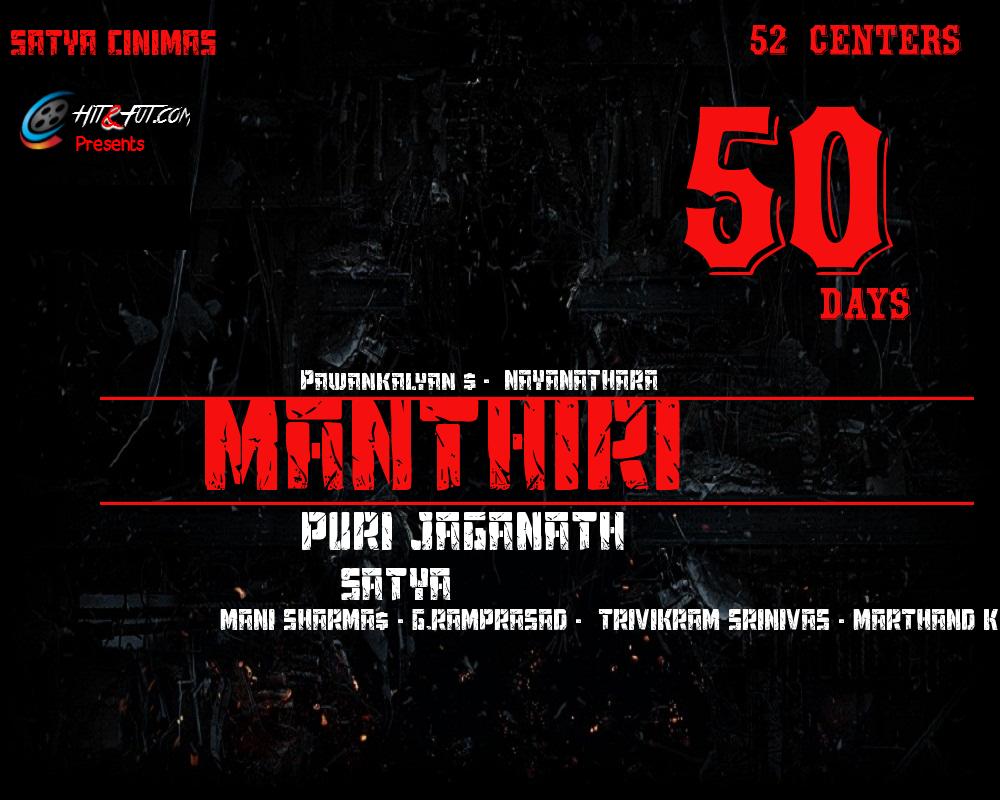 SATYA CINIMAS
52 CENTERS
HIT&FUT.COM
Presents
50
DAYS
PAWANKALYAN $ - NAYANATHARA
MANTHIRI
PURI JAGANATH
SATYA
MANI SHARMA$ - G.RAMPRASAD - TRIVIKRAM SRINIVAS - MARTHAND K